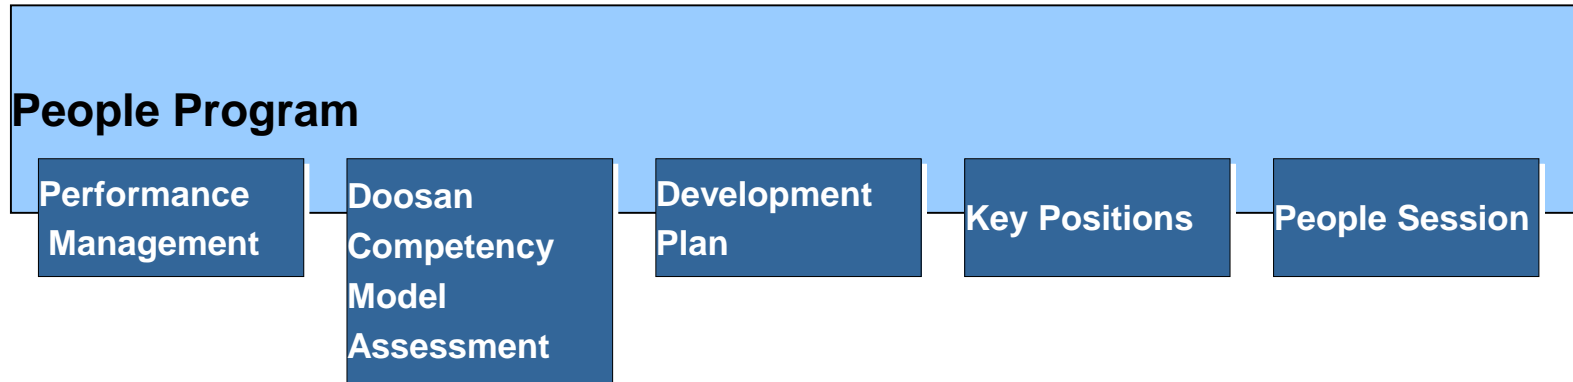 People Program
Performance
Management
Doosan
Competency
Model
Assessment
Development
Plan
Key Positions
People Session